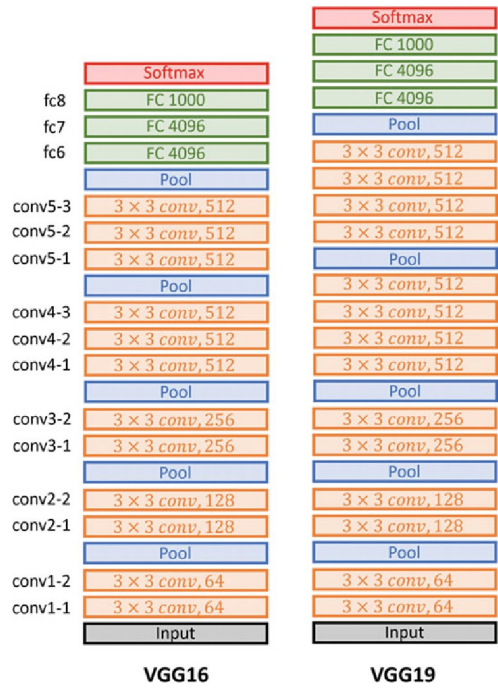 Softmax
FC 1000
FC 4096
FC 4096
Pool
3 × 3 conv, 512
3 × 3 conv, 512
3 × 3 conv, 512
3 × 3 conv, 512
Pool
3 × 3 conv, 512
3 × 3 conv, 512
3 × 3 conv, 512
3 × 3 conv, 512
Pool
3 × 3 conv, 256
3 × 3 conv, 256
Pool
3 × 3 conv, 128
3 × 3 conv, 128
Pool
3 × 3 conv, 64
3 × 3 conv, 64
Input
VGG19
Softmax
fc8 FC 1000
fc7 FC 4096
fc6 FC 4096
Pool
conv5-3 3 × 3 conv, 512
conv5-2 3 × 3 conv, 512
conv5-1 3 × 3 conv, 512
Pool
conv4-3 3 × 3 conv, 512
conv4-2 3 × 3 conv, 512
conv4-1 3 × 3 conv, 512
Pool
conv3-2 3 × 3 conv, 256
conv3-1 3 × 3 conv, 256
Pool
conv2-2 3 × 3 conv, 128
conv2-1 3 × 3 conv, 128
Pool
conv1-2 3 × 3 conv, 64
conv1-1 3 × 3 conv, 64
Input
VGG16